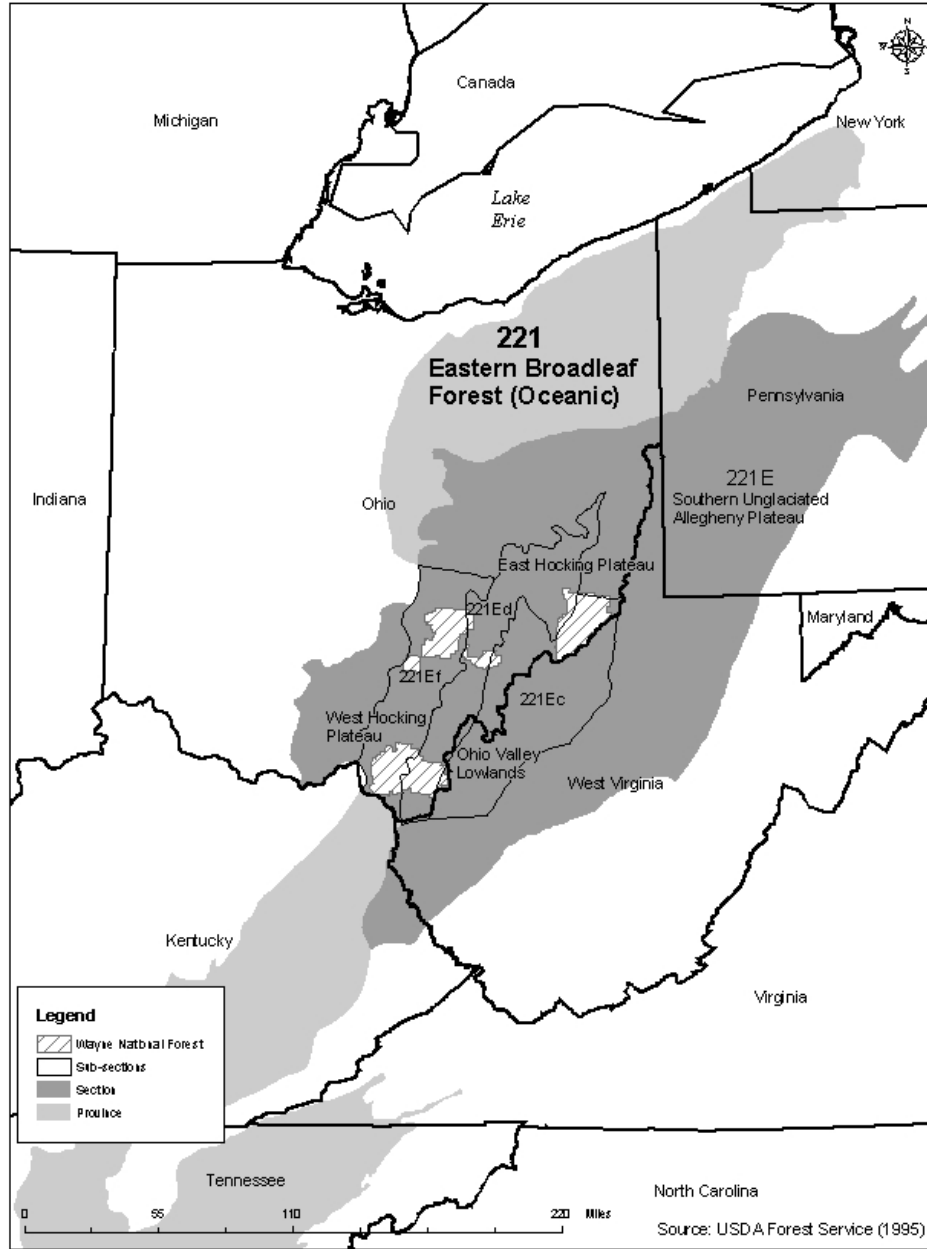 N
W
S
Canada
Michigan
New York
Lake
Erie
221
Eastern Broadleaf
Forest (Oceanic)
Pennsylvania
221E
Southern Unglaciated
Allegheny Plateau
Indiana
Ohio
East Hocking Plateau
221Ed
Maryland
221Ef
221Ec
West Hocking
Plateau
Ohio Valley
Lowlands
West Virginia
Kentucky
Virginia
Legend
Wayne National Forest
Sub-sections
Section
Province
Tennessee
North Carolina
0 55 110 220 Miles
Source: USDA Forest Service (1995)